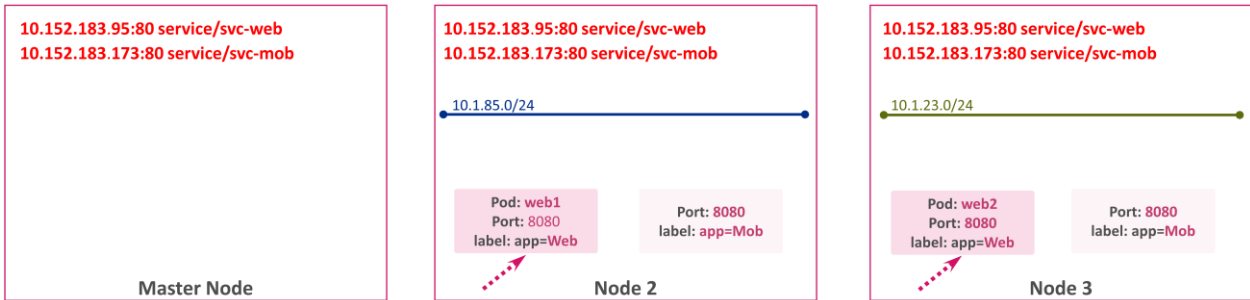 10.152.183.95:80 service/svc-web
10.152.183.173:80 service/svc-mob
Master Node
10.152.183.95:80 service/svc-web
10.152.183.173:80 service/svc-mob
10.1.85.0/24
Pod: web1
Port: 8080
label: app=Web
Port: 8080
label: app=Mob
Node 2
10.152.183.95:80 service/svc-web
10.152.183.173:80 service/svc-mob
10.1.23.0/24
Pod: web2
Port: 8080
label: app=Web
Port: 8080
label: app=Mob
Node 3